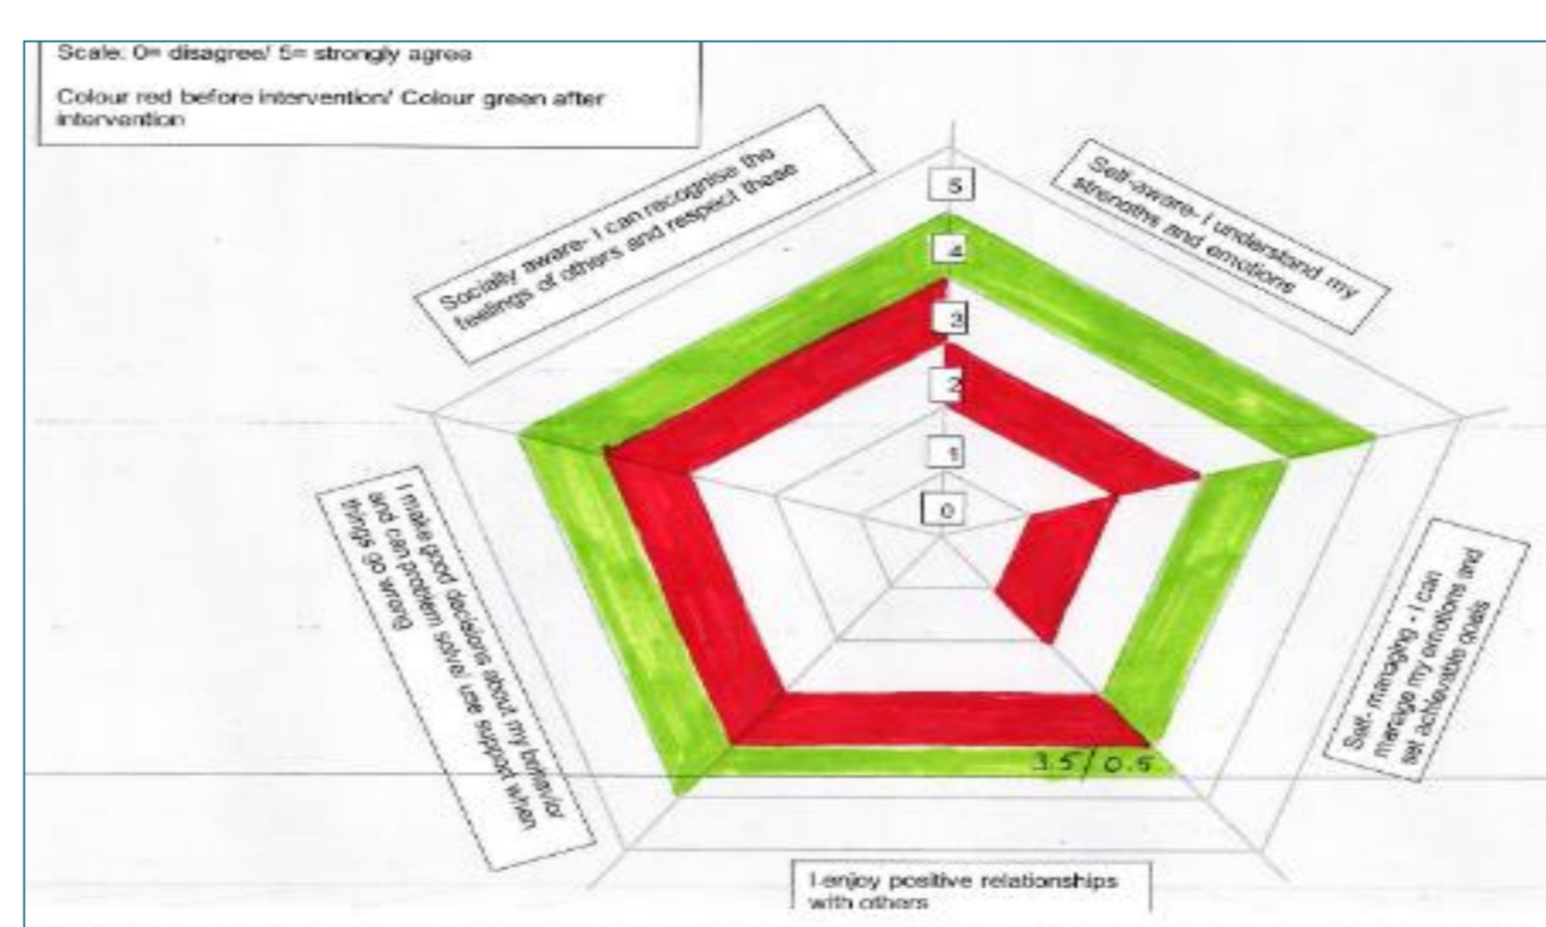 Scale: 0= disagree/ 5= strongly agree
Colour red before intervention/ Colour green after
intervention
Socially aware- I can recognise the
feelings of others and respect these
Self-aware- I understand my
strengths and emotions
5
4
3
2
1
0
I make good decisions about my behavior
and can problem solve/ use support when
things go wrong
Self- managing - I can
manage my emotions and
set achievable goals
3.5/0.5
I enjoy positive relationships
with others